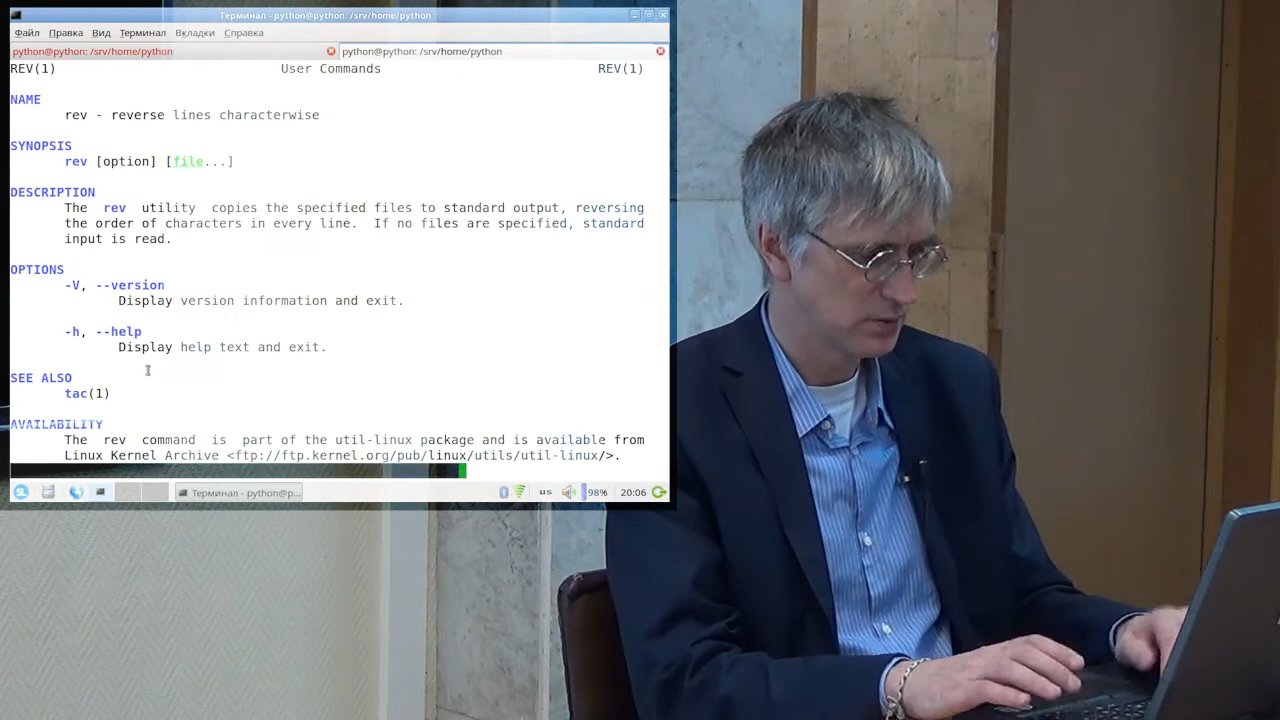 Терминал - python@python: /srv/home/python
Файл Правка Вид Терминал Вкладки Справка
python@python: /srv/home/python python@python: /srv/home/python
REV(1) User Commands REV(1)
NAME
rev - reverse lines characterwise
SYNOPSIS
rev [option] [file...]
DESCRIPTION
The rev utility copies the specified files to standard output, reversing
the order of characters in every line. If no files are specified, standard
input is read.
OPTIONS
-V, --version
Display version information and exit.
-h, --help
Display help text and exit.
SEE ALSO
tac(1)
AVAILABILITY
The rev command is part of the util-linux package and is available from
Linux Kernel Archive <ftp://ftp.kernel.org/pub/linux/utils/util-linux/>.
Терминал - python@p... us 98% 20:06